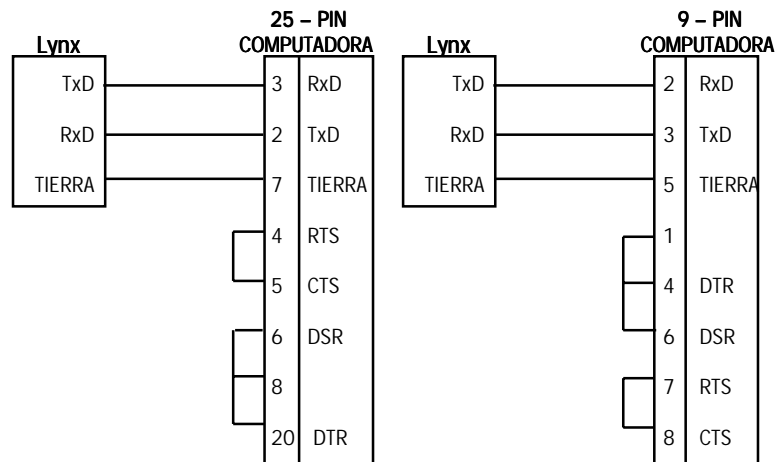 25 – PIN
Lynx COMPUTADORA
TxD 3 RxD
RxD 2 TxD
TIERRA 7 TIERRA
4 RTS
5 CTS
6 DSR
8
20 DTR
9 – PIN
Lynx COMPUTADORA
TxD 2 RxD
RxD 3 TxD
TIERRA 5 TIERRA
1
4 DTR
6 DSR
7 RTS
8 CTS